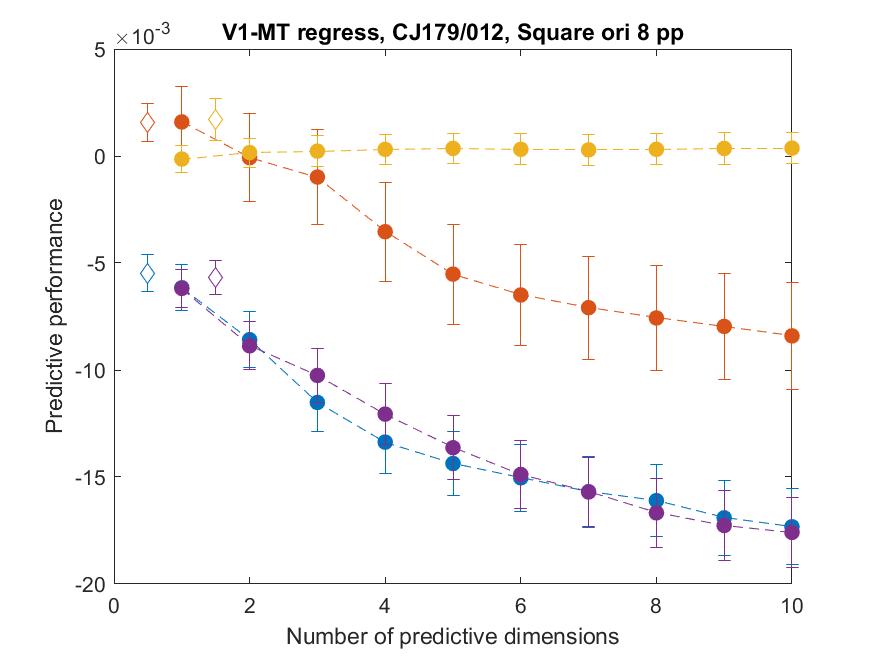 ×10-3
V1-MT regress, CJ179/012, Square ori 8 pp
5
0
-5
-10
-15
-20
Predictive performance
0 2 4 6 8 10
Number of predictive dimensions